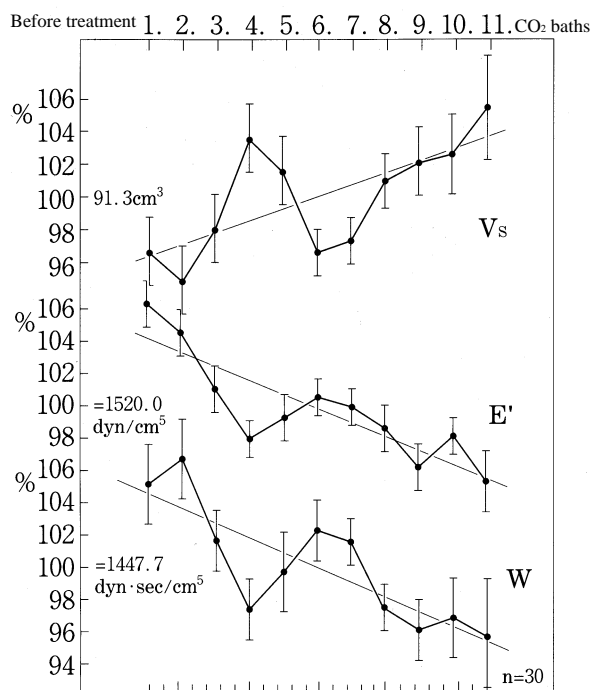 Before treatment 1. 2. 3. 4. 5. 6. 7. 8. 9. 10. 11. CO₂ baths
106
%
104
102
100
91.3cm³
98
Vs
96
106
%
104
102
100
=1520.0
E'
dyn/cm⁵
98
106
%
104
102
100
=1447.7
W
dyn·sec/cm⁵
98
96
94
n=30